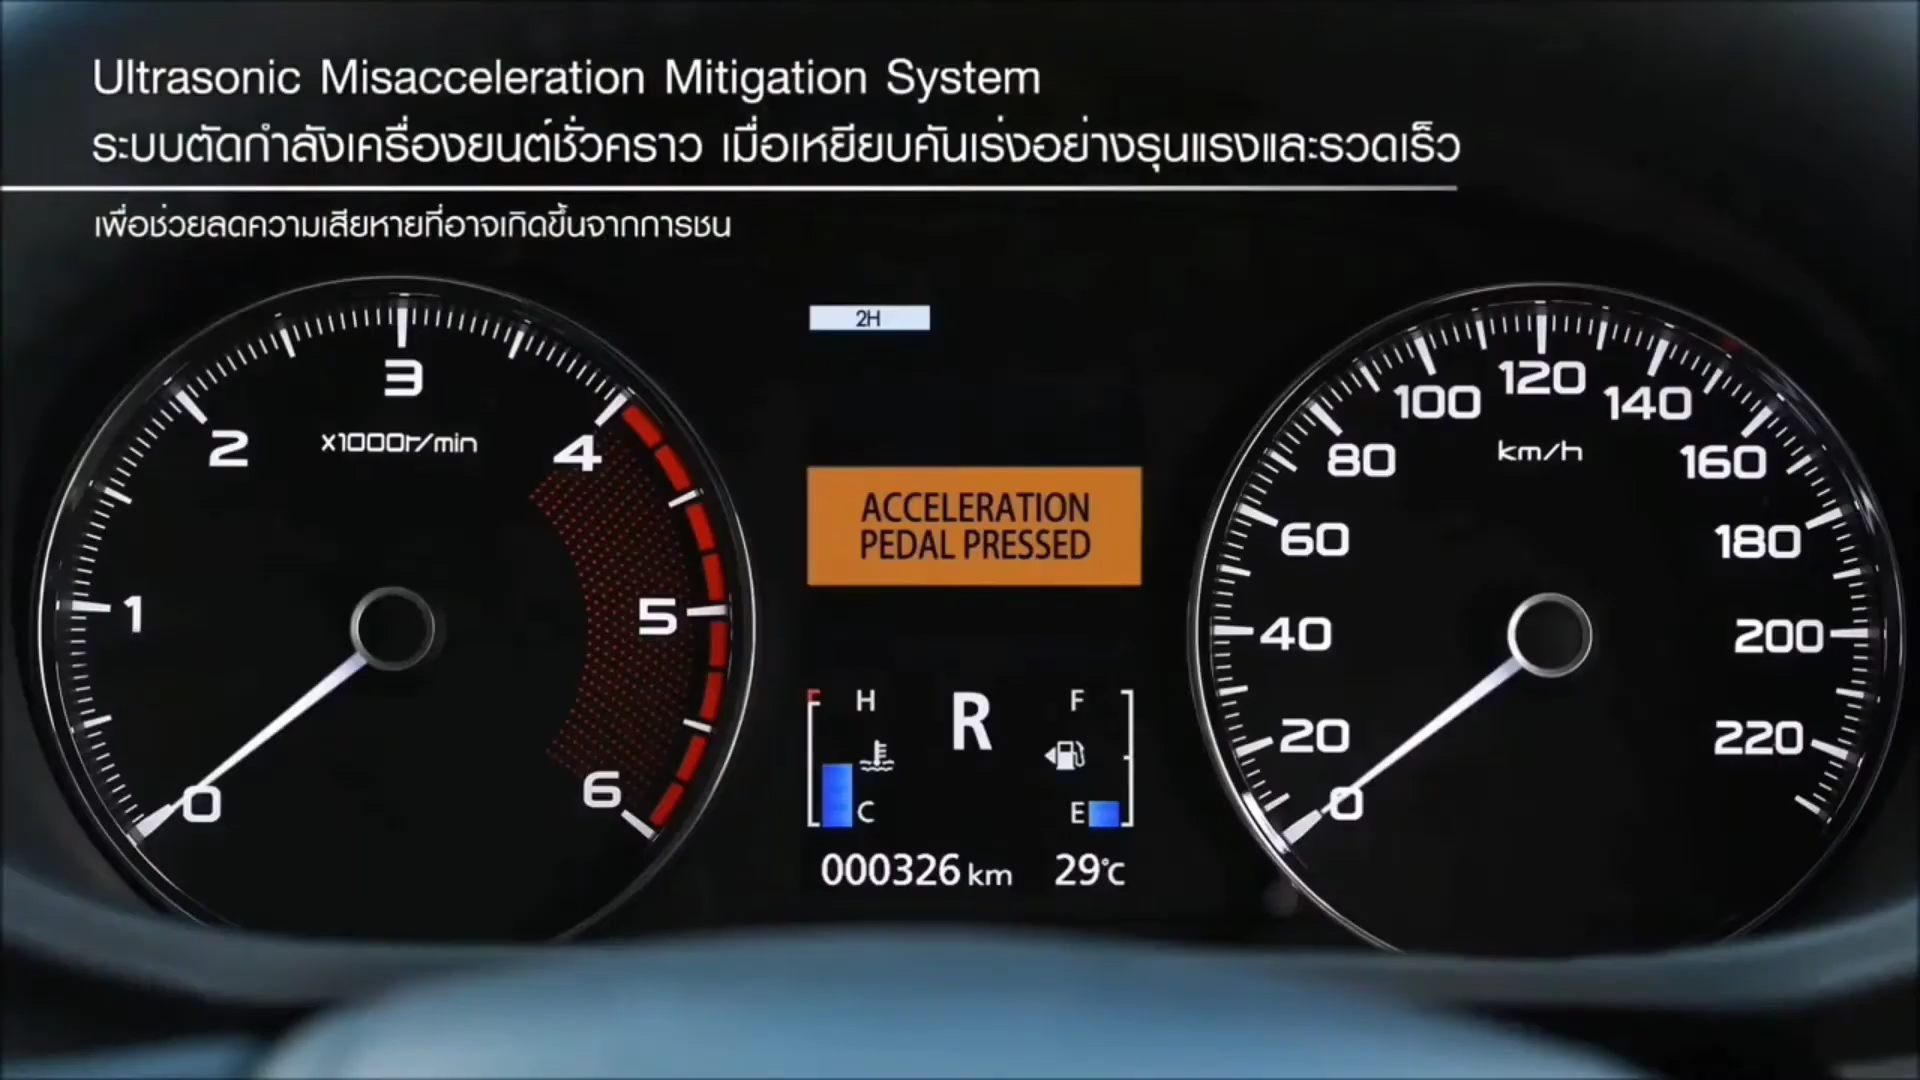 Ultrasonic Misacceleration Mitigation System
ระบบตัดกำลังเครื่องยนต์ชั่วคราว เมื่อเหยียบคันเร่งอย่างรุนแรงและรวดเร็ว
เพื่อช่วยลดความเสียหายที่อาจเกิดขึ้นจากการชน
2H
0
1
2
3
4
5
6
x1000r/min
ACCELERATION
PEDAL PRESSED
H
C
R
F
E
000326 km
29°C
0
20
40
60
80
100
120
140
160
180
200
220
km/h